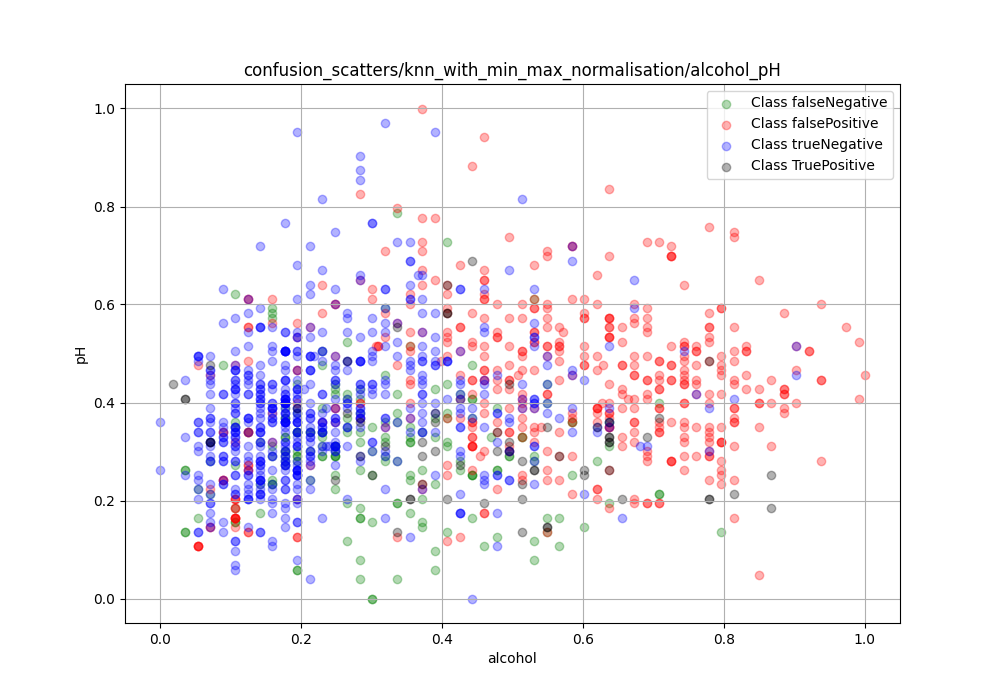 confusion_scatters/knn_with_min_max_normalisation/alcohol_pH
Class falseNegative
Class falsePositive
Class trueNegative
Class TruePositive
pH
1.0
0.8
0.6
0.4
0.2
0.0
0.0 0.2 0.4 0.6 0.8 1.0
alcohol